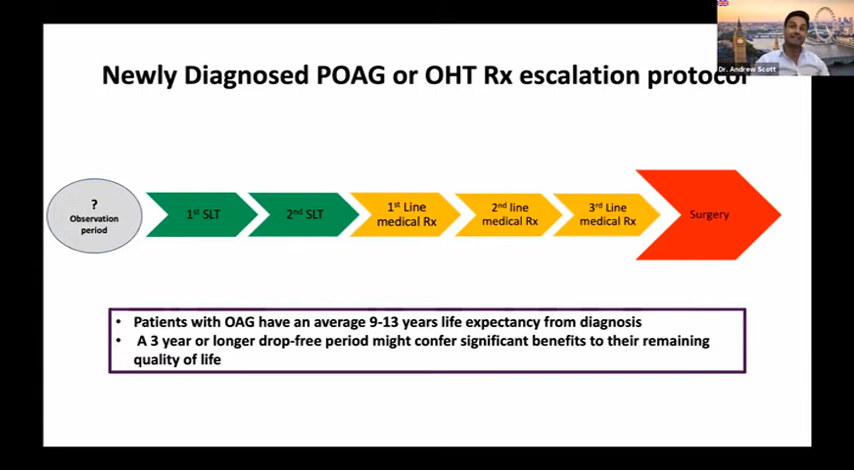 Newly Diagnosed POAG or OHT Rx escalation protocol
Dr. Andrew Scott
?
Observation
period
1st SLT
2nd SLT
1st Line
medical Rx
2nd line
medical Rx
3rd Line
medical Rx
Surgery
• Patients with OAG have an average 9-13 years life expectancy from diagnosis
• A 3 year or longer drop-free period might confer significant benefits to their remaining
quality of life